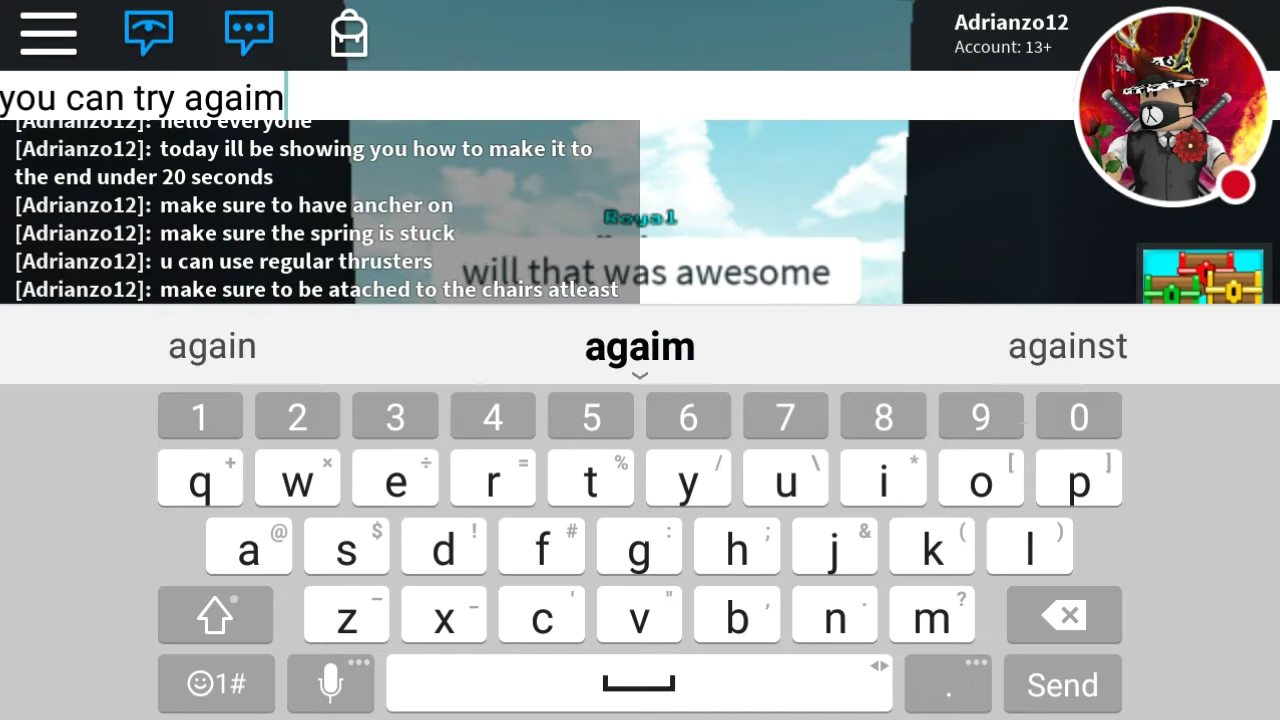 Adrianzo12
Account: 13+
you can try agaim
[Adrianzo12]: hello everyone
[Adrianzo12]: today ill be showing you how to make it to
the end under 20 seconds
[Adrianzo12]: make sure to have ancher on
[Adrianzo12]: make sure the spring is stuck
[Adrianzo12]: u can use regular thrusters
[Adrianzo12]: make sure to be atached to the chairs atleast
Royal
will that was awesome
again agaim against
1 2 3 4 5 6 7 8 9 0
q + w × e ÷ r = t % y / u \ i * o [ p ]
a @ s $ d ! f # g : h ; j & k ( l )
z – x - c ' v " b , n . m ?
1# . Send